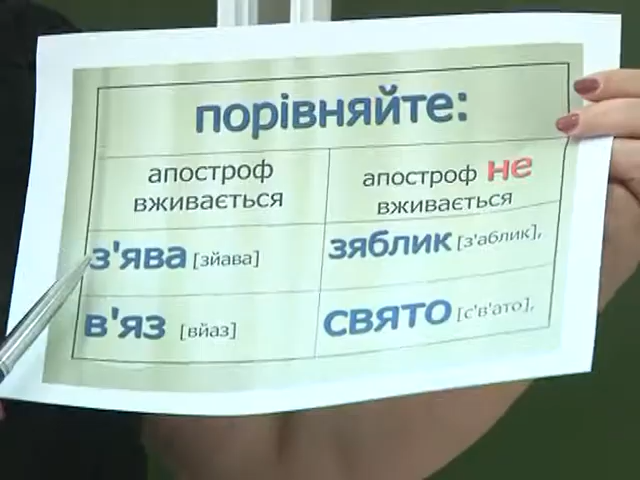 порівняйте:
апостроф
вживається
апостроф не
вживається
з'ява [зйава]
зяблик [з'аблик],
в'яз [вйаз]
свято [с'в'ато],